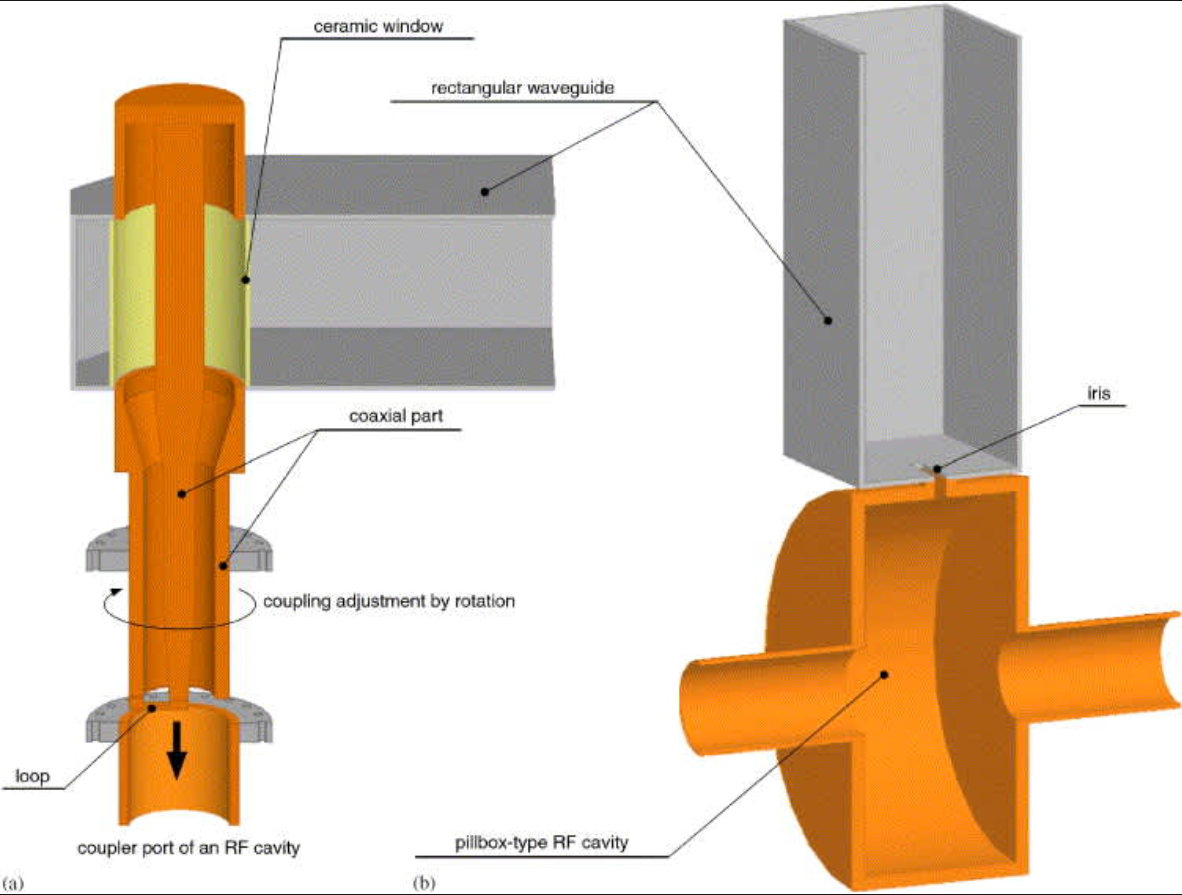 ceramic window
rectangular waveguide
iris
coaxial part
coupling adjustment by rotation
loop
coupler port of an RF cavity
pillbox-type RF cavity
(a)
(b)